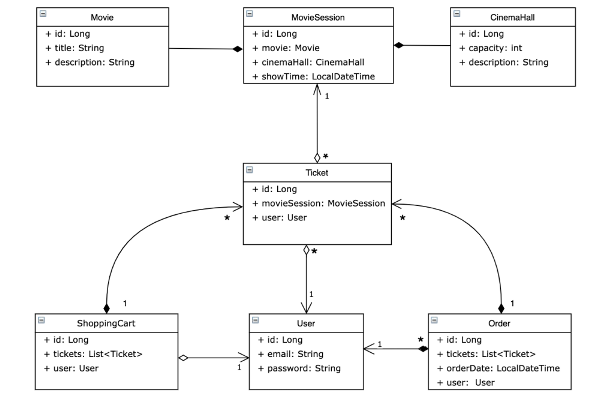 Movie
+ id: Long
+ title: String
+ description: String
MovieSession
+ id: Long
+ movie: Movie
+ cinemaHall: CinemaHall
+ showTime: LocalDateTime
CinemaHall
+ id: Long
+ capacity: int
+ description: String
1
*
Ticket
+ id: Long
+ movieSession: MovieSession
+ user: User
*
*
*
1
1
1
ShoppingCart
+ id: Long
+ tickets: List<Ticket>
+ user: User
1
User
+ id: Long
+ email: String
+ password: String
1
*
Order
+ id: Long
+ tickets: List<Ticket>
+ orderDate: LocalDateTime
+ user: User